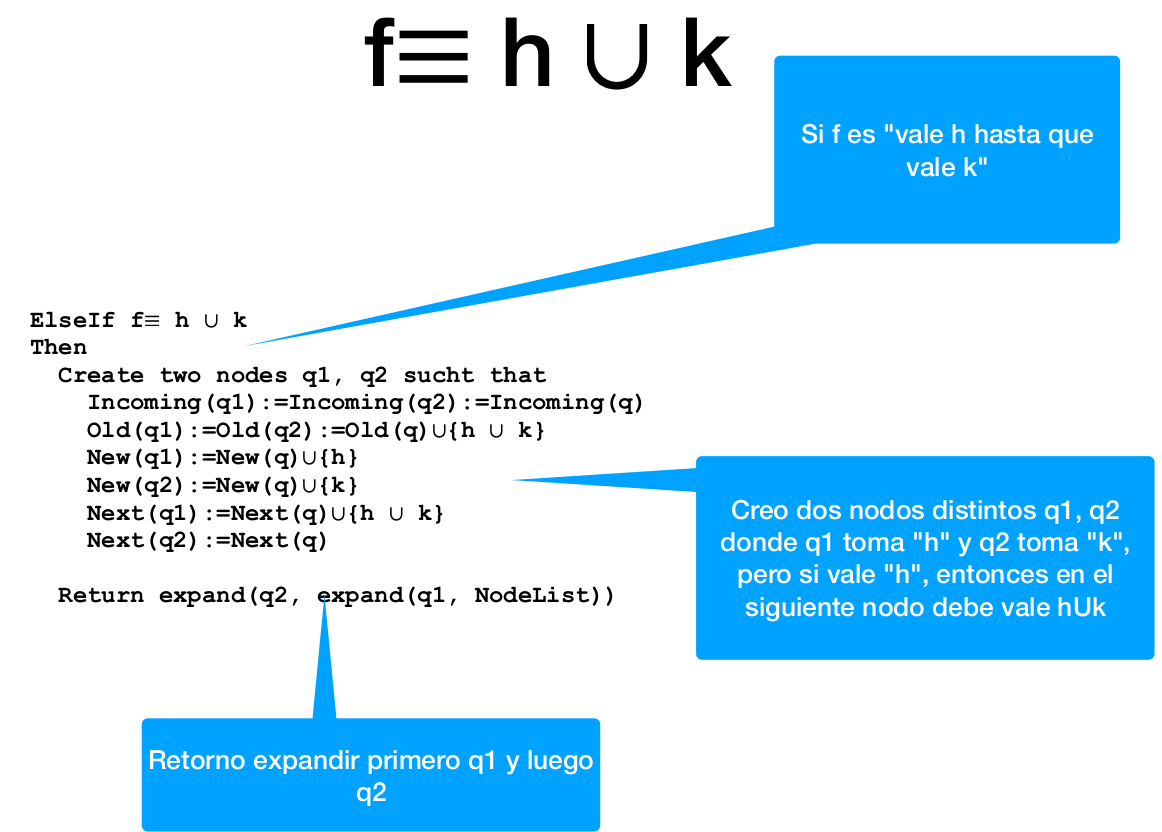 f≡ h ∪ k
Si f es "vale h hasta que
vale k"
ElseIf f≡ h ∪ k
Then
Create two nodes q1, q2 sucht that
Incoming(q1):=Incoming(q2):=Incoming(q)
Old(q1):=Old(q2):=Old(q)∪{h ∪ k}
New(q1):=New(q)∪{h}
New(q2):=New(q)∪{k}
Next(q1):=Next(q)∪{h ∪ k}
Next(q2):=Next(q)
Return expand(q2, expand(q1, NodeList))
Creo dos nodos distintos q1, q2
donde q1 toma "h" y q2 toma "k",
pero si vale "h", entonces en el
siguiente nodo debe vale hUk
Retorno expandir primero q1 y luego
q2